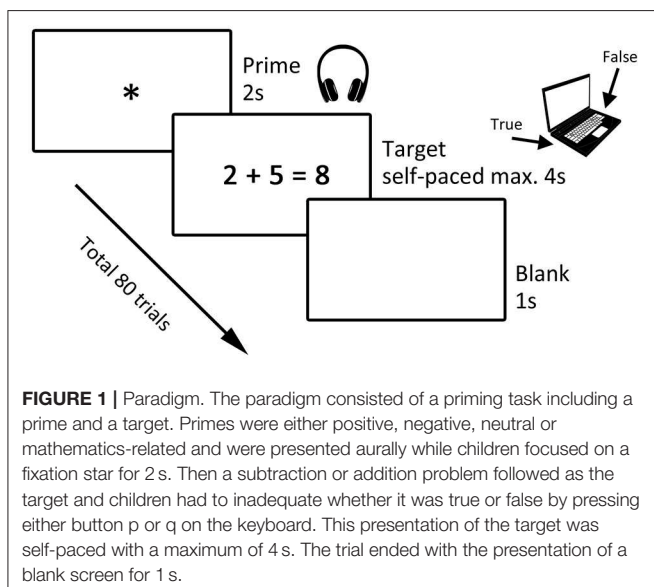 *
Prime
2s
False
True
2 + 5 = 8
Target
self-paced max. 4s
Total 80 trials
Blank
1s
FIGURE 1 | Paradigm. The paradigm consisted of a priming task including a
prime and a target. Primes were either positive, negative, neutral or
mathematics-related and were presented aurally while children focused on a
fixation star for 2 s. Then a subtraction or addition problem followed as the
target and children had to inadequate whether it was true or false by pressing
either button p or q on the keyboard. This presentation of the target was
self-paced with a maximum of 4 s. The trial ended with the presentation of a
blank screen for 1 s.